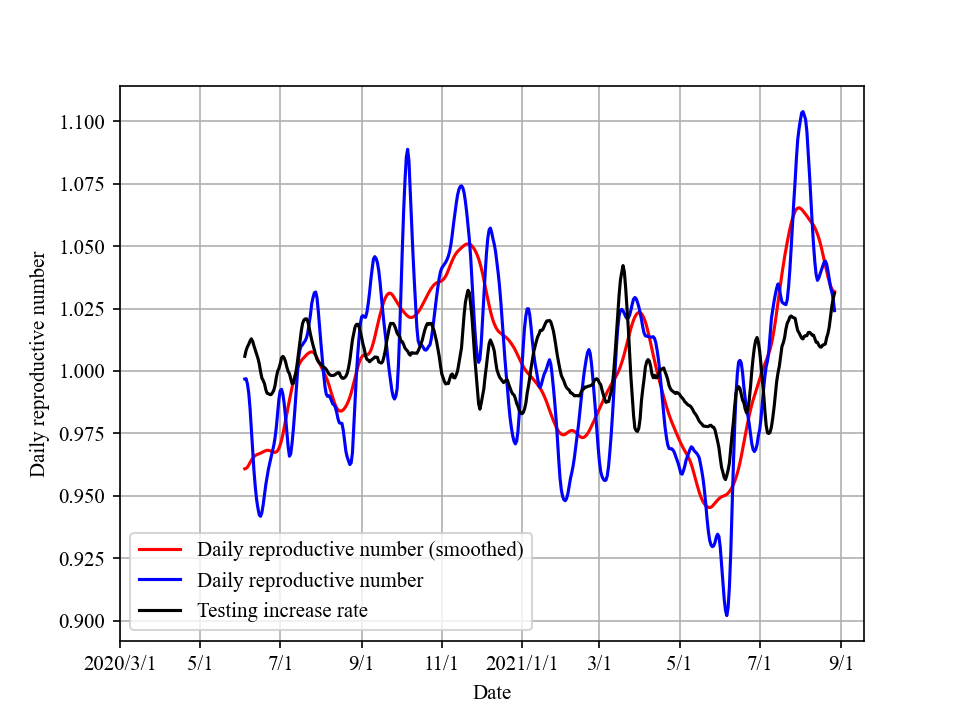 1.100
1.075
1.050
1.025
1.000
0.975
0.950
0.925
0.900
Daily reproductive number
Daily reproductive number (smoothed)
Daily reproductive number
Testing increase rate
2020/3/1 5/1 7/1 9/1 11/1 2021/1/1 3/1 5/1 7/1 9/1
Date